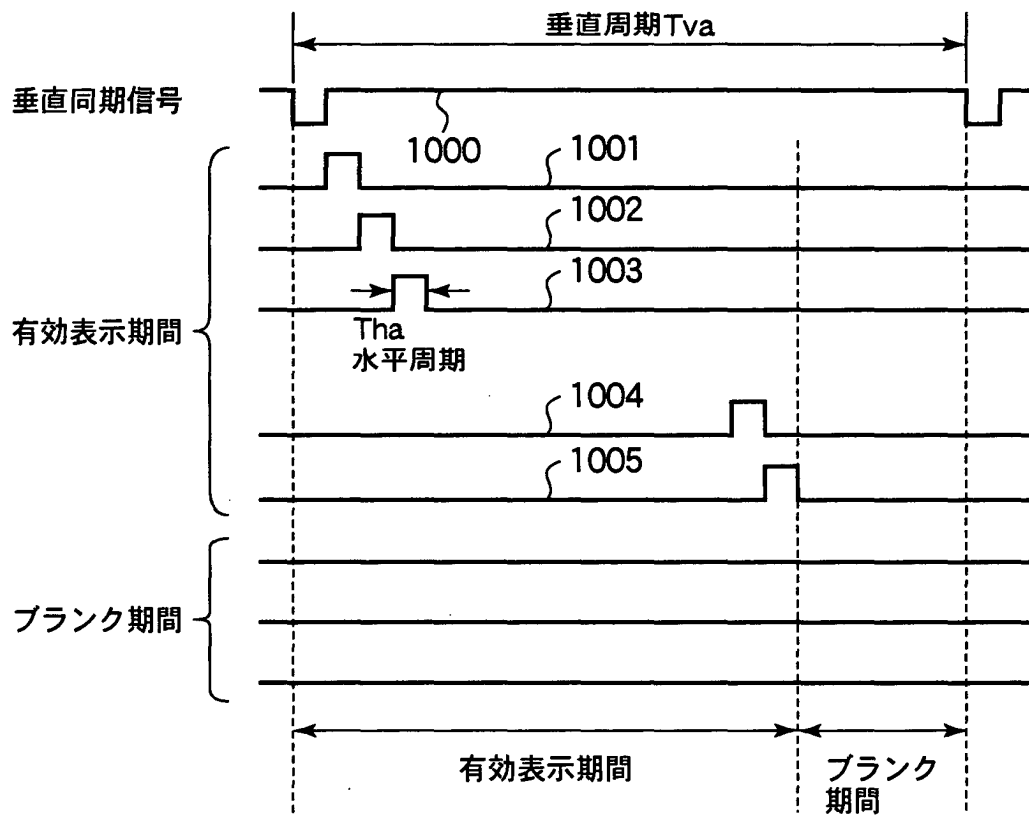 垂直周期Tva
垂直同期信号
1000
1001
1002
1003
有効表示期間
Tha
水平周期
1004
1005
ブランク期間
有効表示期間
ブランク
期間